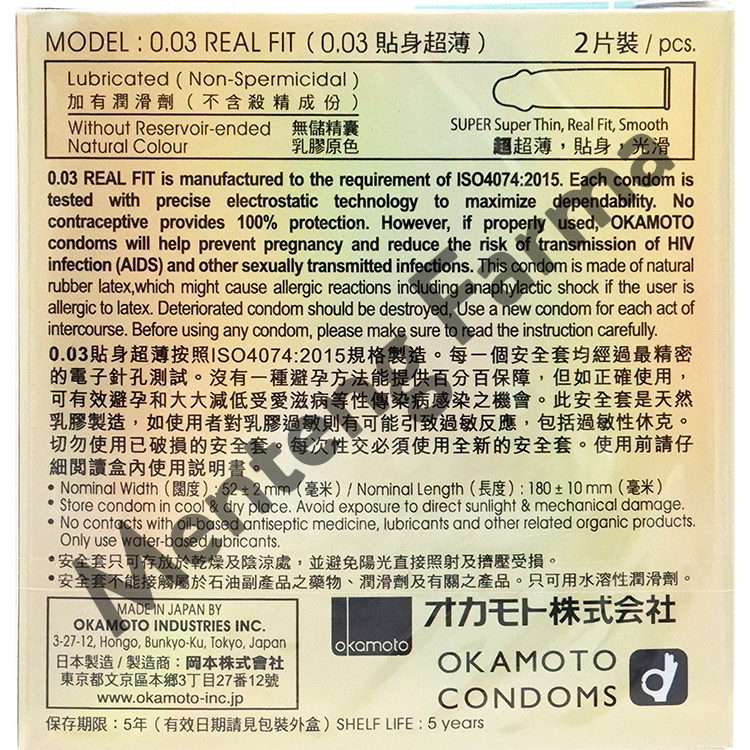 MODEL : 0.03 REAL FIT ( 0.03 貼身超薄 ) 2片裝 / pcs.
Lubricated ( Non-Spermicidal )
加有潤滑劑 ( 不含殺精成份 )
Without Reservoir-ended 無儲精囊
Natural Colour 乳膠原色
SUPER Super Thin, Real Fit, Smooth
超超薄，貼身，光滑
0.03 REAL FIT is manufactured to the requirement of ISO4074:2015. Each condom is
tested with precise electrostatic technology to maximize dependability. No
contraceptive provides 100% protection. However, if properly used, OKAMOTO
condoms will help prevent pregnancy and reduce the risk of transmission of HIV
infection (AIDS) and other sexually transmitted infections. This condom is made of natural
rubber latex,which might cause allergic reactions including anaphylactic shock if the user is
allergic to latex. Deteriorated condom should be destroyed, Use a new condom for each act of
intercourse. Before using any condom, please make sure to read the instruction carefully.
0.03貼身超薄按照ISO4074:2015規格製造。每一個安全套均經過最精密
的電子針孔測試。沒有一種避孕方法能提供百分百保障，但如正確使用，
可有效避孕和大大減低受愛滋病等性傳染病感染之機會。此安全套是天然
乳膠製造，如使用者對乳膠過敏則有可能引致過敏反應，包括過敏性休克。
切勿使用已破損的安全套。每次性交必須使用全新的安全套。使用前請仔
細閱讀盒內使用説明書。
• Nominal Width (闊度) : 52 ± 2 mm (毫米) / Nominal Length (長度) : 180 ± 10 mm (毫米)
• Store condom in cool & dry place. Avoid exposure to direct sunlight & mechanical damage.
• No contacts with oil-based antiseptic medicine, lubricants and other related organic products.
Only use water-based lubricants.
• 安全套只可存放於乾燥及陰涼處，並避免陽光直接照射及擠壓受損。
• 安全套不能接觸屬於石油副產品之藥物、潤滑劑及有關之產品。只可用水溶性潤滑劑。
MADE IN JAPAN BY
OKAMOTO INDUSTRIES INC.
3-27-12, Hongo, Bunkyo-Ku, Tokyo, Japan
日本製造 / 製造商：岡本株式會社
東京都文京區本郷3丁目27番12號
www.okamoto-inc.jp
okamoto
オカモト株式会社
OKAMOTO
CONDOMS
保存期限：5年 (有效日期請見包裝外盒) SHELF LIFE : 5 years
Menteng Farma